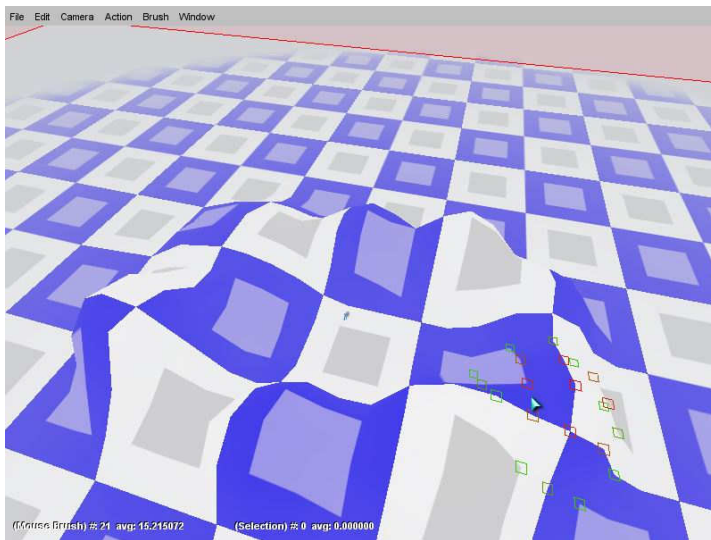 File Edit Camera Action Brush Window
(Mouse Brush) #: 21 avg: 15.215072 (Selection) #: 0 avg: 0.000000